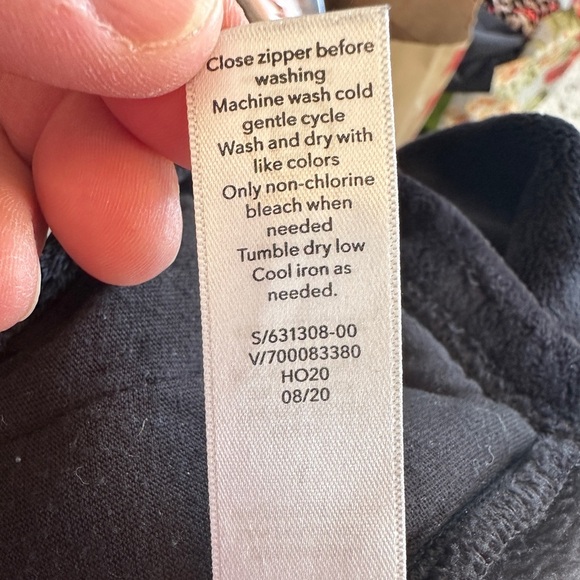 Close zipper before
washing
Machine wash cold
gentle cycle
Wash and dry with
like colors
Only non-chlorine
bleach when
needed
Tumble dry low
Cool iron as
needed.
S/631308-00
V/700083380
HO20
08/20